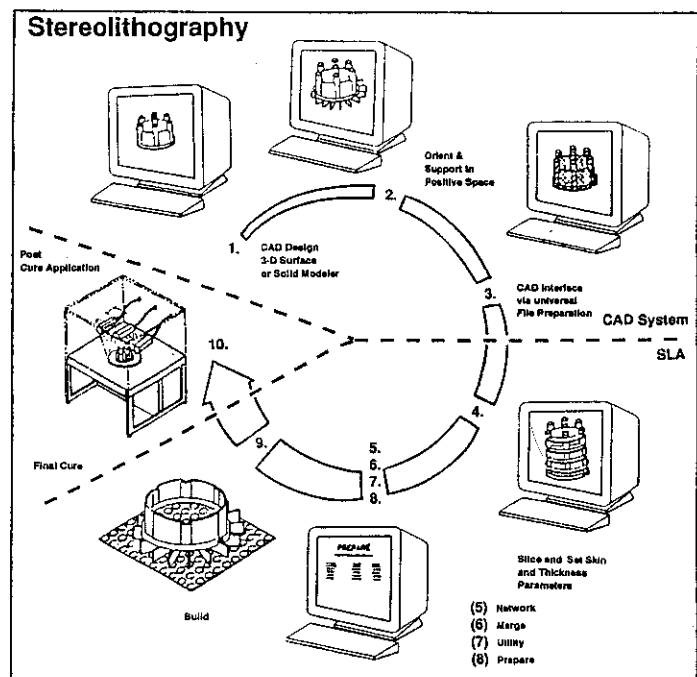 Stereolithography
Orient &
Support in
Positive Space
2.
1.
CAD Design
3-D Surface
or Solid Modeler
Post
Cure Application
3.
CAD Interface
via universal
File Preparation
CAD System
SLA
10.
4.
9.
5.
6.
7.
8.
Final Cure
PREPARE
Build
Slice and Set Skin
and Thickness
Parameters
(5) Network
(6) Merge
(7) Utility
(8) Prepare